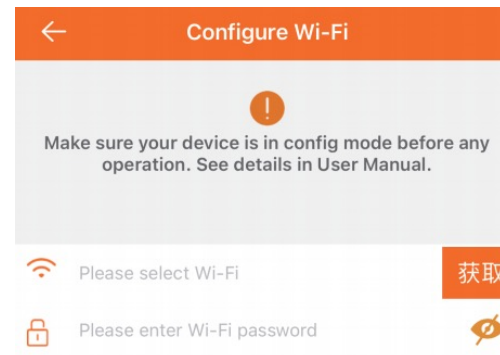 Configure Wi-Fi
Make sure your device is in config mode before any
operation. See details in User Manual.
Please select Wi-Fi
获取
Please enter Wi-Fi password